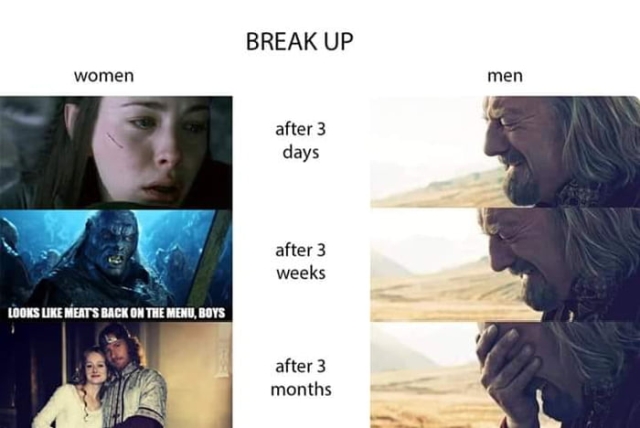 BREAK UP
women
men
after 3
days
after 3
weeks
LOOKS LIKE MEAT'S BACK ON THE MENU, BOYS
after 3
months